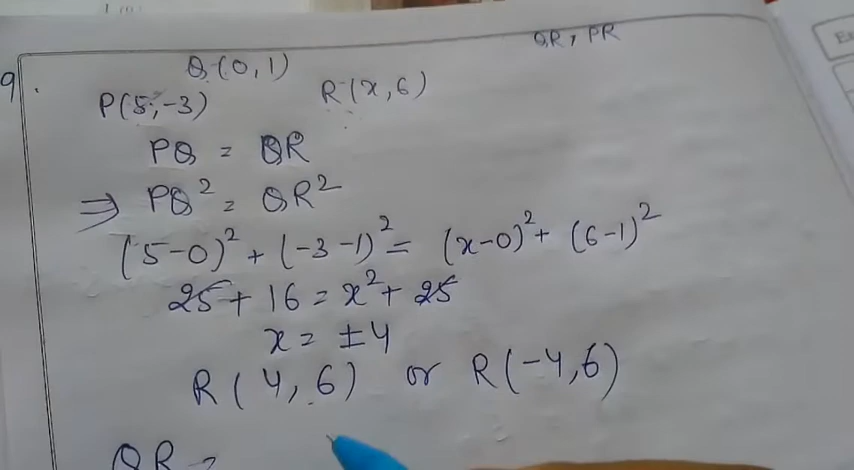 QR, PR
9.
Q(0,1)
P(5,-3) R(x,6)
PQ = QR
⇒ PQ² = QR²
(5-0)² + (-3-1)² = (x-0)² + (6-1)²
25 + 16 = x² + 25
x = ±4
R(4,6) or R(-4,6)
QR =